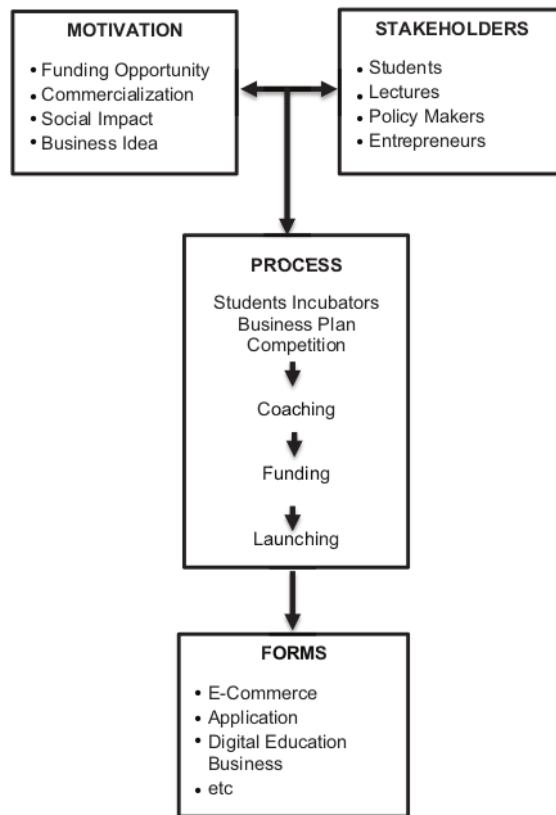 MOTIVATION
• Funding Opportunity
• Commercialization
• Social Impact
• Business Idea
STAKEHOLDERS
• Students
• Lectures
• Policy Makers
• Entrepreneurs
PROCESS
Students Incubators
Business Plan
Competition
Coaching
Funding
Launching
FORMS
• E-Commerce
• Application
• Digital Education
Business
• etc